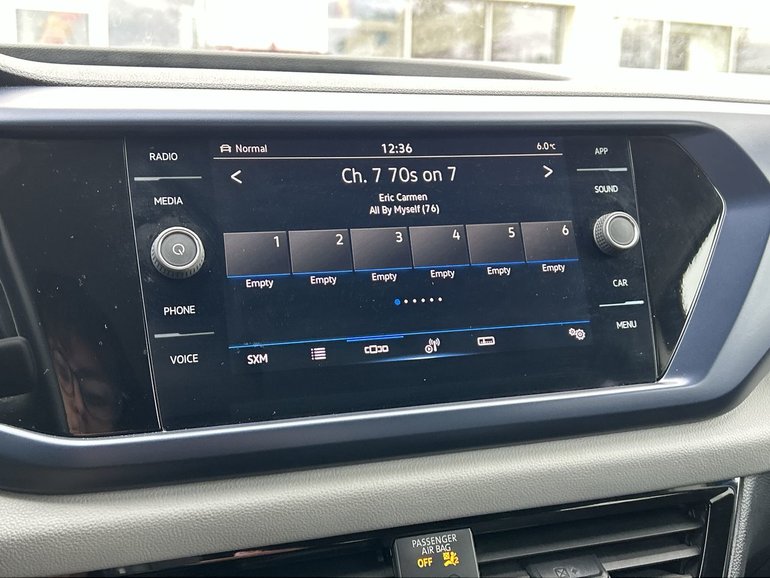 RADIO
MEDIA
PHONE
VOICE
Normal 12:36 6.0°C
< Ch. 7 70s on 7 >
Eric Carmen
All By Myself (76)
1 2 3 4 5 6
Empty Empty Empty Empty Empty Empty
SXM
APP
SOUND
CAR
MENU
PASSENGER
AIR BAG
OFF